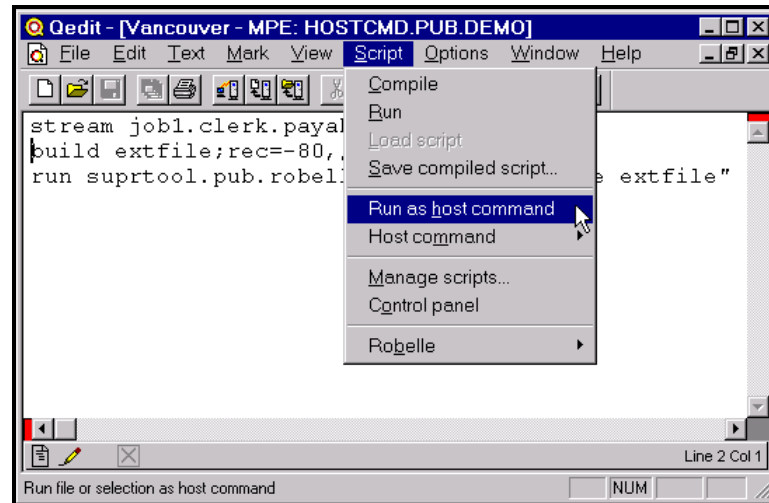 Qedit - [Vancouver - MPE: HOSTCMD.PUB.DEMO]
File Edit Text Mark View Script Options Window Help
Compile
Run
Load script
Save compiled script...
Run as host command
Host command
Manage scripts...
Control panel
Robelle
stream job1.clerk.payab
build extfile;rec=-80,
run suprtool.pub.robell e extfile"
Line 2 Col 1
Run file or selection as host command NUM